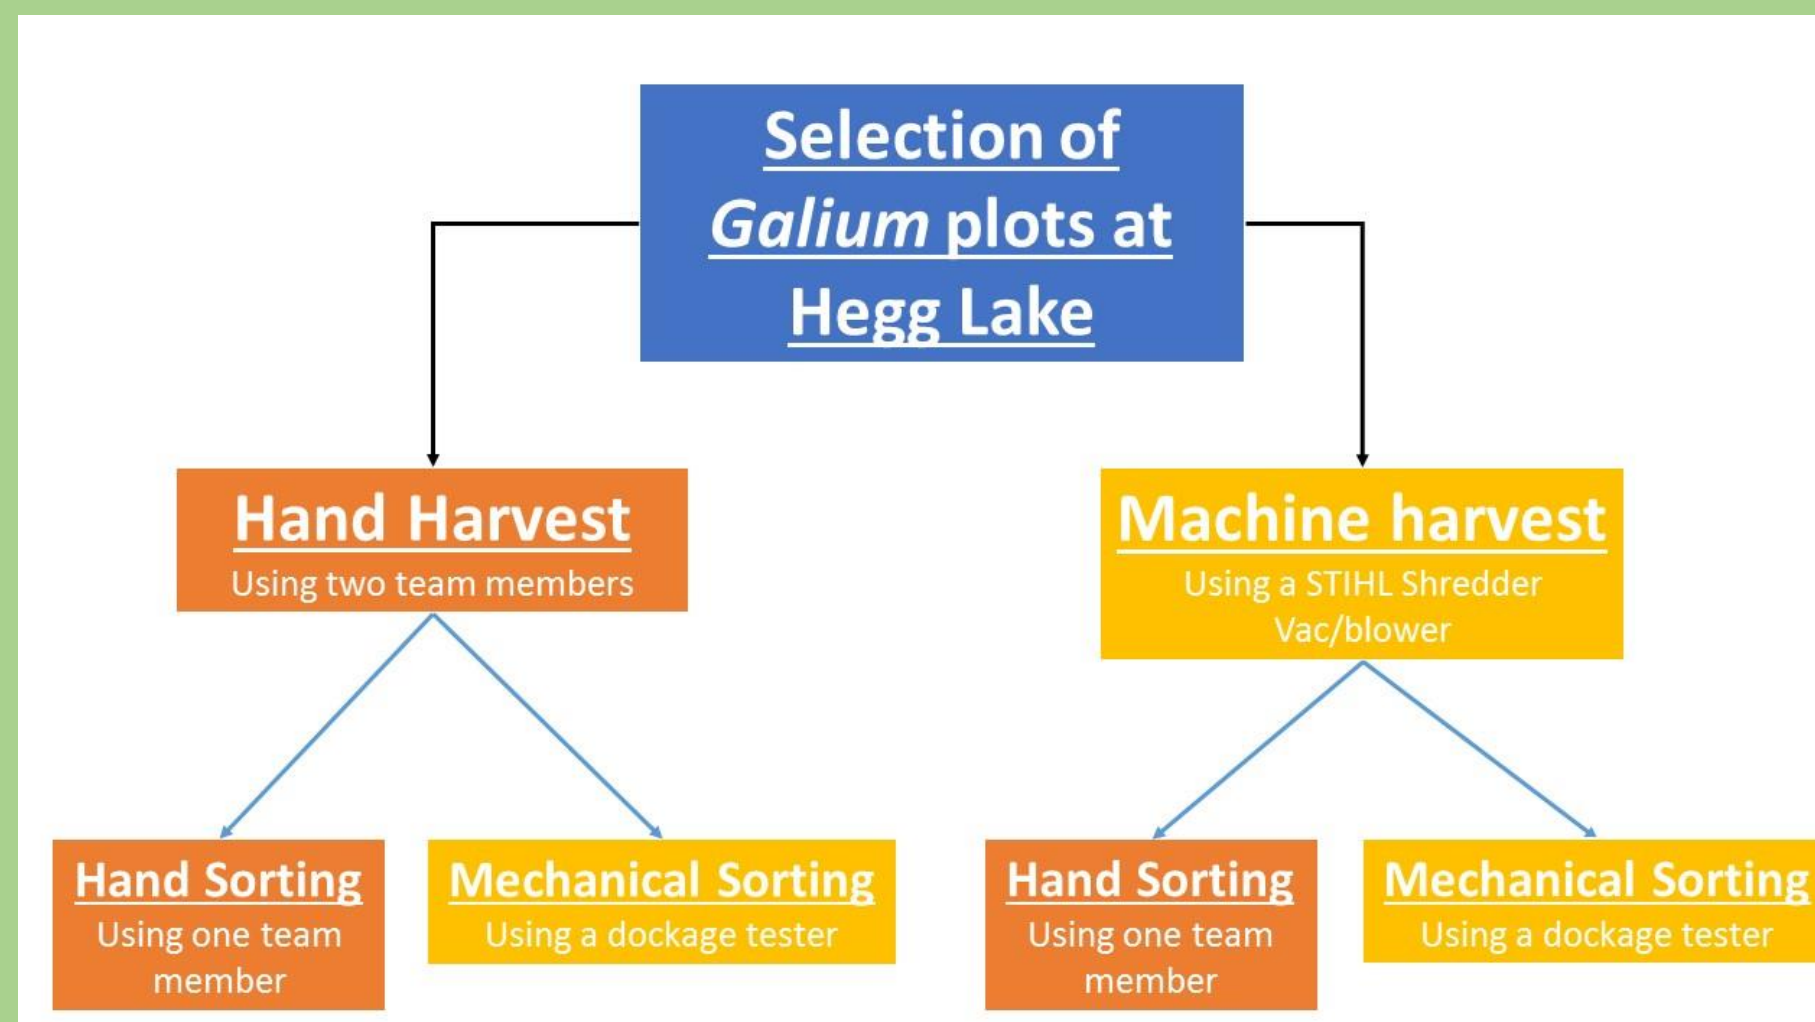 Selection of
Galium plots at
Hegg Lake
Hand Harvest
Using two team members
Machine harvest
Using a STIHL Shredder
Vac/blower
Hand Sorting
Using one team
member
Mechanical Sorting
Using a dockage tester
Hand Sorting
Using one team
member
Mechanical Sorting
Using a dockage tester